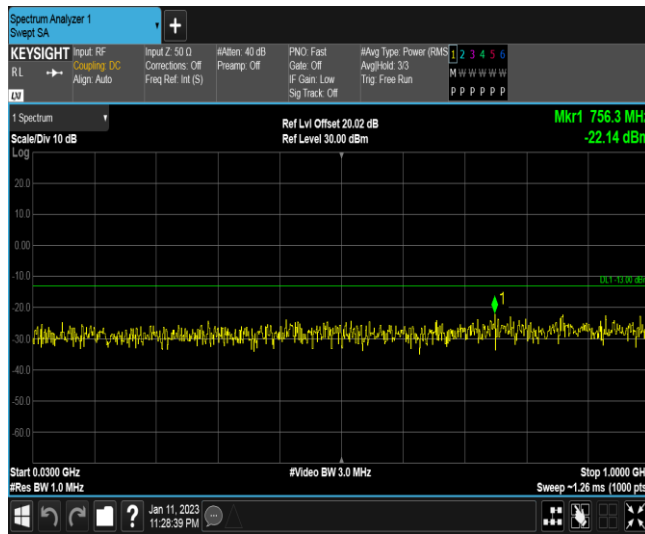 Spectrum Analyzer 1
Swept SA
KEYSIGHT
RL
LXI
Input: RF
Coupling: DC
Align: Auto
Input Z: 50 Ω
Corrections: Off
Freq Ref: Int (S)
#Atten: 40 dB
Preamp: Off
PNO: Fast
Gate: Off
IF Gain: Low
Sig Track: Off
#Avg Type: Power (RMS
Avg|Hold: 3/3
Trig: Free Run
1 2 3 4 5 6
M W W W W W
P P P P P P
1 Spectrum
Scale/Div 10 dB
Log
Ref Lvl Offset 20.02 dB
Ref Level 30.00 dBm
Mkr1 756.3 MHz
-22.14 dBm
20.0
10.0
0.00
-10.0
-20.0
-30.0
-40.0
-50.0
-60.0
DL1 -13.00 dBm
1
Start 0.0300 GHz
#Res BW 1.0 MHz
#Video BW 3.0 MHz
Stop 1.0000 GH
Sweep ~1.26 ms (1000 pts
?
Jan 11, 2023
11:28:39 PM